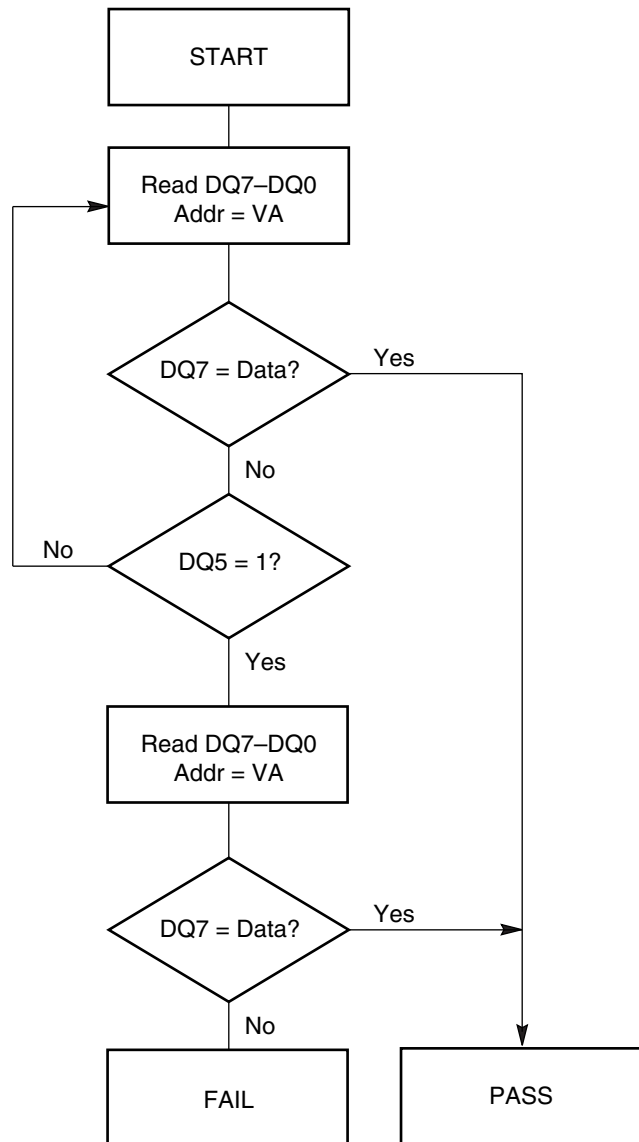 START
Read DQ7–DQ0
Addr = VA
DQ7 = Data?
Yes
No
No
DQ5 = 1?
Yes
Read DQ7–DQ0
Addr = VA
DQ7 = Data?
Yes
No
FAIL
PASS